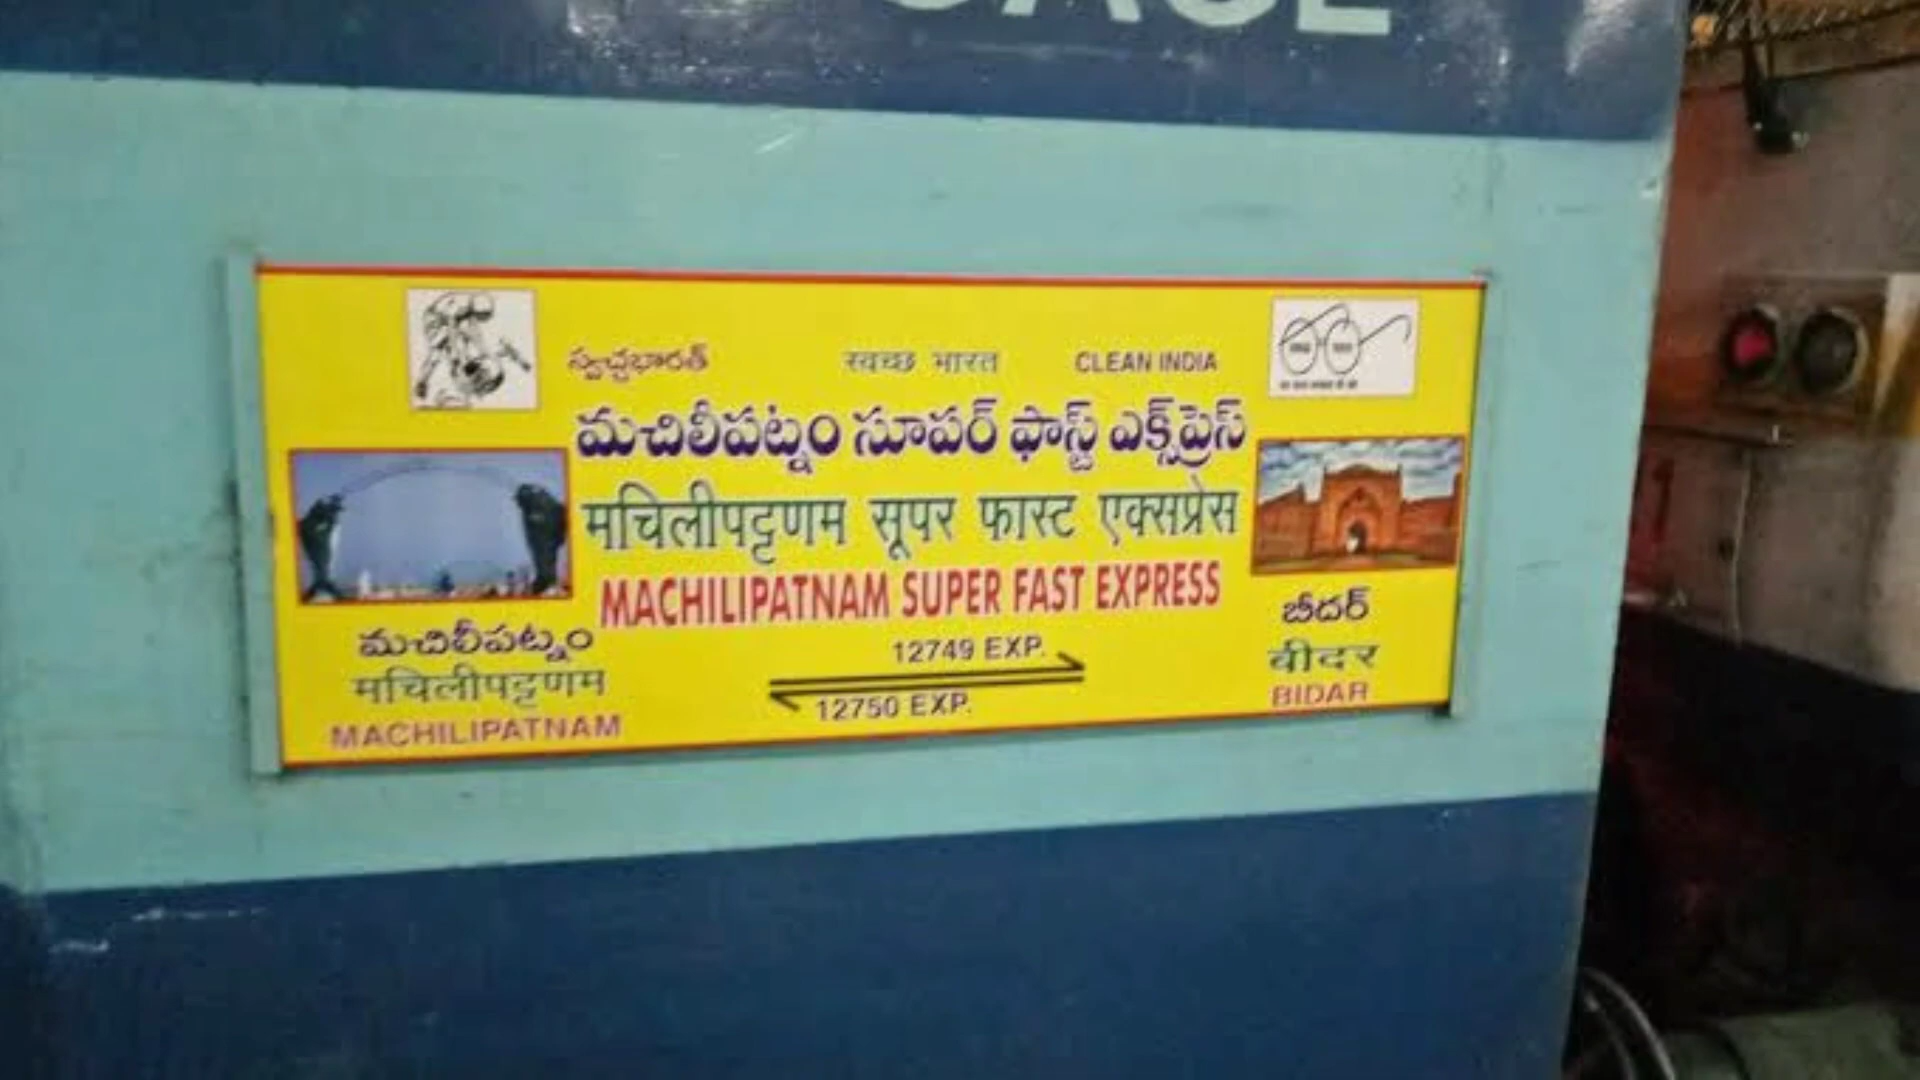 స్వచ్ఛభారత్ स्वच्छ भारत CLEAN INDIA
మచిలీపట్నం సూపర్ ఫాస్ట్ ఎక్స్‌ప్రెస్
मचिलीपट्टणम सूपर फास्ट एक्सप्रेस
MACHILIPATNAM SUPER FAST EXPRESS
12749 EXP.
12750 EXP.
మచిలీపట్నం
मचिलीपट्टणम
MACHILIPATNAM
బీదర్
बीदर
BIDAR